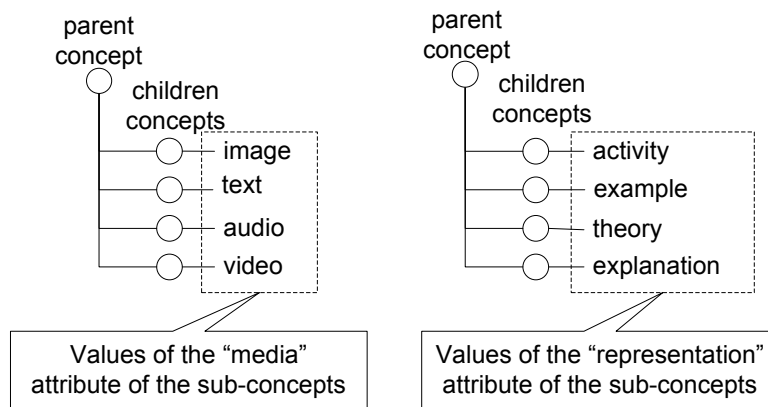 parent
concept
children
concepts
image
text
audio
video
Values of the “media”
attribute of the sub-concepts
parent
concept
children
concepts
activity
example
theory
explanation
Values of the “representation”
attribute of the sub-concepts